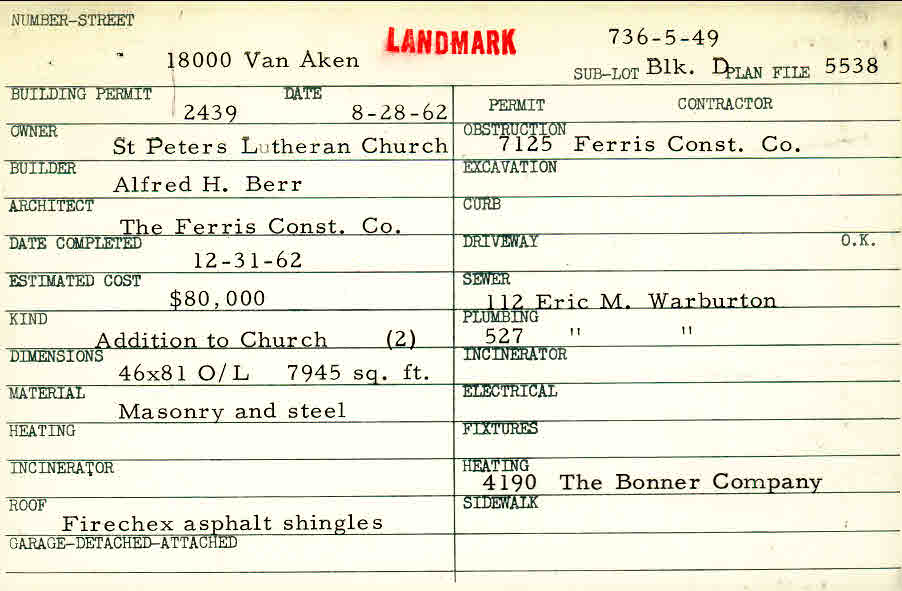 NUMBER-STREET
LANDMARK
736-5-49
18000 Van Aken
SUB-LOT Blk. D PLAN FILE 5538
BUILDING PERMIT DATE
2439 8-28-62
PERMIT CONTRACTOR
OWNER
St Peters Lutheran Church
OBSTRUCTION
7125 Ferris Const. Co.
BUILDER
Alfred H. Berr
EXCAVATION
ARCHITECT
The Ferris Const. Co.
CURB
DATE COMPLETED
12-31-62
DRIVEWAY O.K.
ESTIMATED COST
$80,000
SEWER
112 Eric M. Warburton
KIND
Addition to Church (2)
PLUMBING
527 " "
DIMENSIONS
46x81 O/L 7945 sq. ft.
INCINERATOR
MATERIAL
Masonry and steel
ELECTRICAL
HEATING
FIXTURES
INCINERATOR
HEATING
4190 The Bonner Company
ROOF
Firechex asphalt shingles
SIDEWALK
GARAGE-DETACHED-ATTACHED